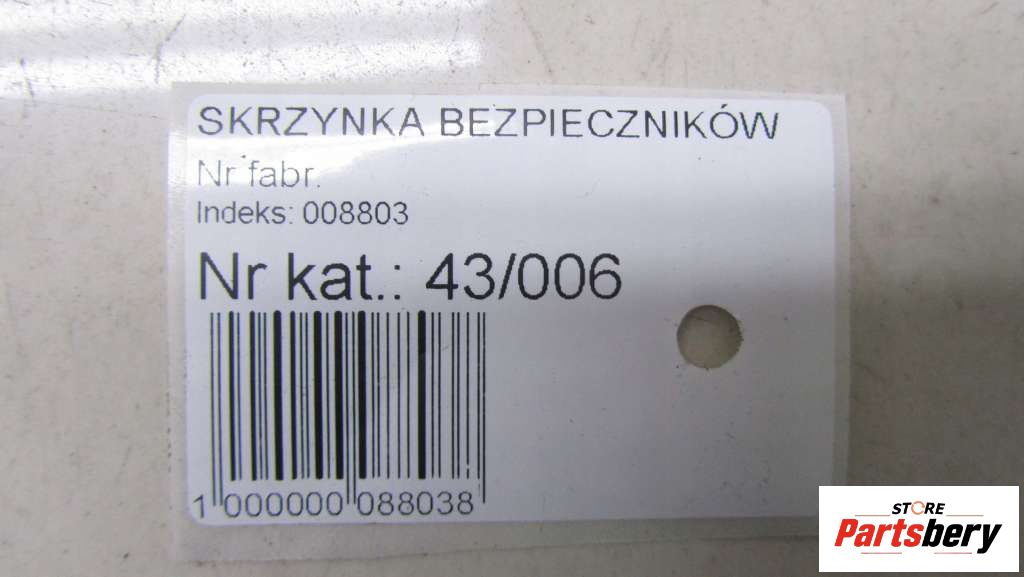 SKRZYNKA BEZPIECZNIKÓW
Nr fabr.
Indeks: 008803
Nr kat.: 43/006
1 000000 088038
STORE
Partsbery